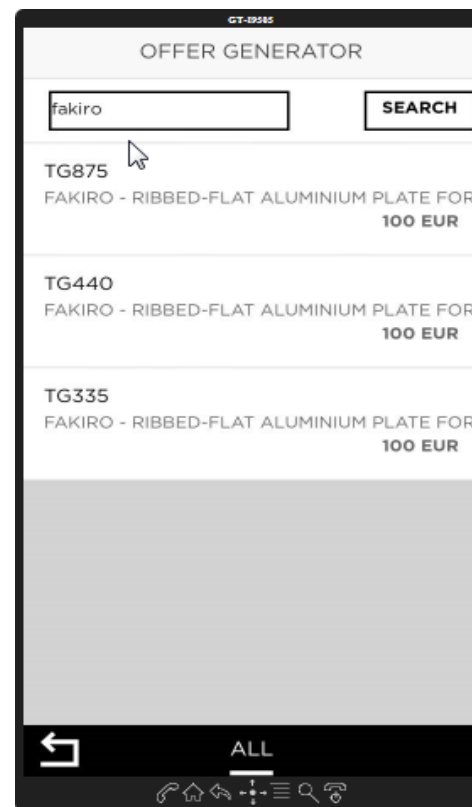 GT-I9505
OFFER GENERATOR
fakiro
SEARCH
TG875
FAKIRO - RIBBED-FLAT ALUMINIUM PLATE FOR
100 EUR
TG440
FAKIRO - RIBBED-FLAT ALUMINIUM PLATE FOR
100 EUR
TG335
FAKIRO - RIBBED-FLAT ALUMINIUM PLATE FOR
100 EUR
ALL